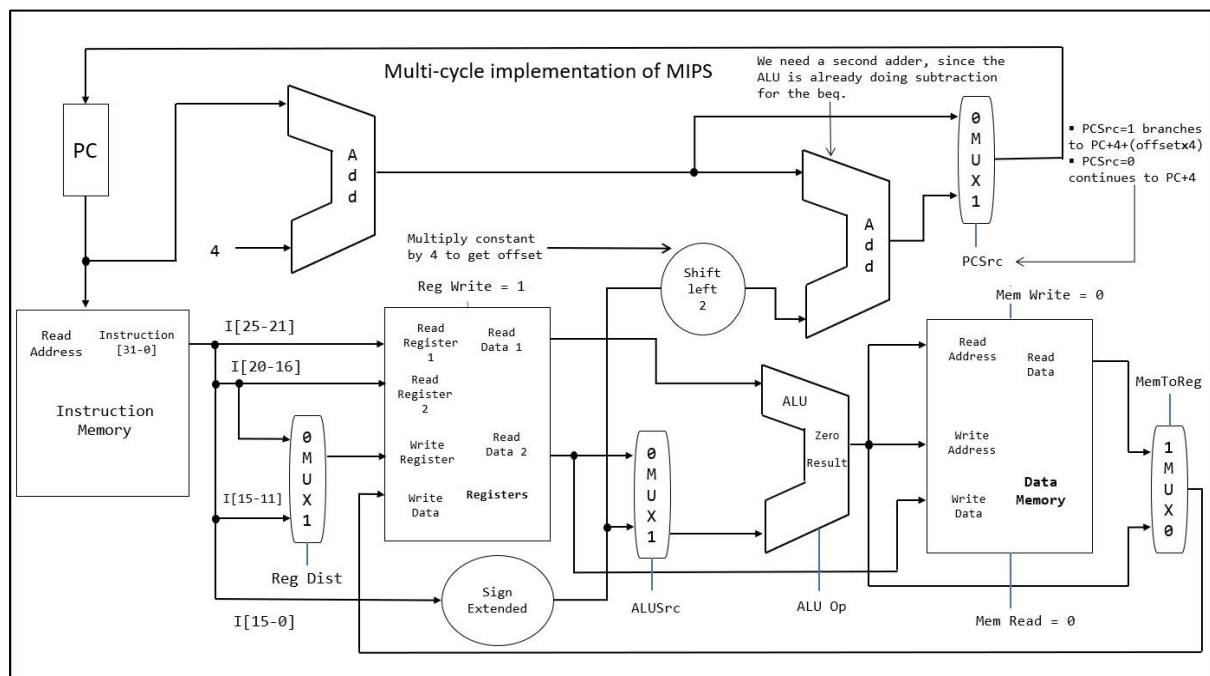 Multi-cycle implementation of MIPS
We need a second adder, since the
ALU is already doing subtraction
for the beq.
PC
A
d
d
4
Multiply constant
by 4 to get offset
Shift
left
2
A
d
d
0
M
U
X
1
PCSrc
▪ PCSrc=1 branches
to PC+4+(offsetx4)
▪ PCSrc=0
continues to PC+4
Read
Address
Instruction
[31-0]
Instruction
Memory
I[25-21]
I[20-16]
I[15-11]
I[15-0]
0
M
U
X
1
Reg Dist
Reg Write = 1
Read
Register
1
Read
Data 1
Read
Register
2
Write
Register
Read
Data 2
Write
Data
Registers
Sign
Extended
0
M
U
X
1
ALUSrc
ALU
Zero
Result
ALU Op
Mem Write = 0
Read
Address
Read
Data
Write
Address
Write
Data
Data
Memory
Mem Read = 0
MemToReg
1
M
U
X
0